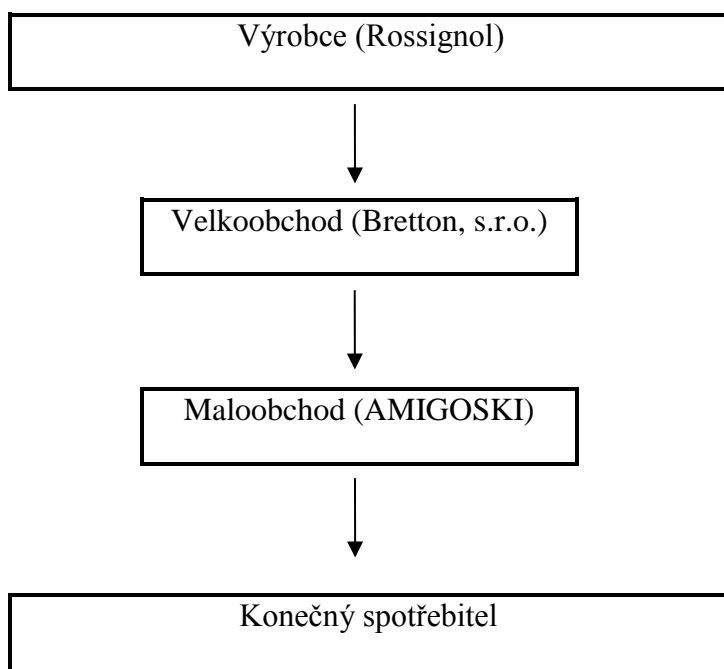 Výrobce (Rossignol)
Velkoobchod (Bretton, s.r.o.)
Maloobchod (AMIGOSKI)
Konečný spotřebitel